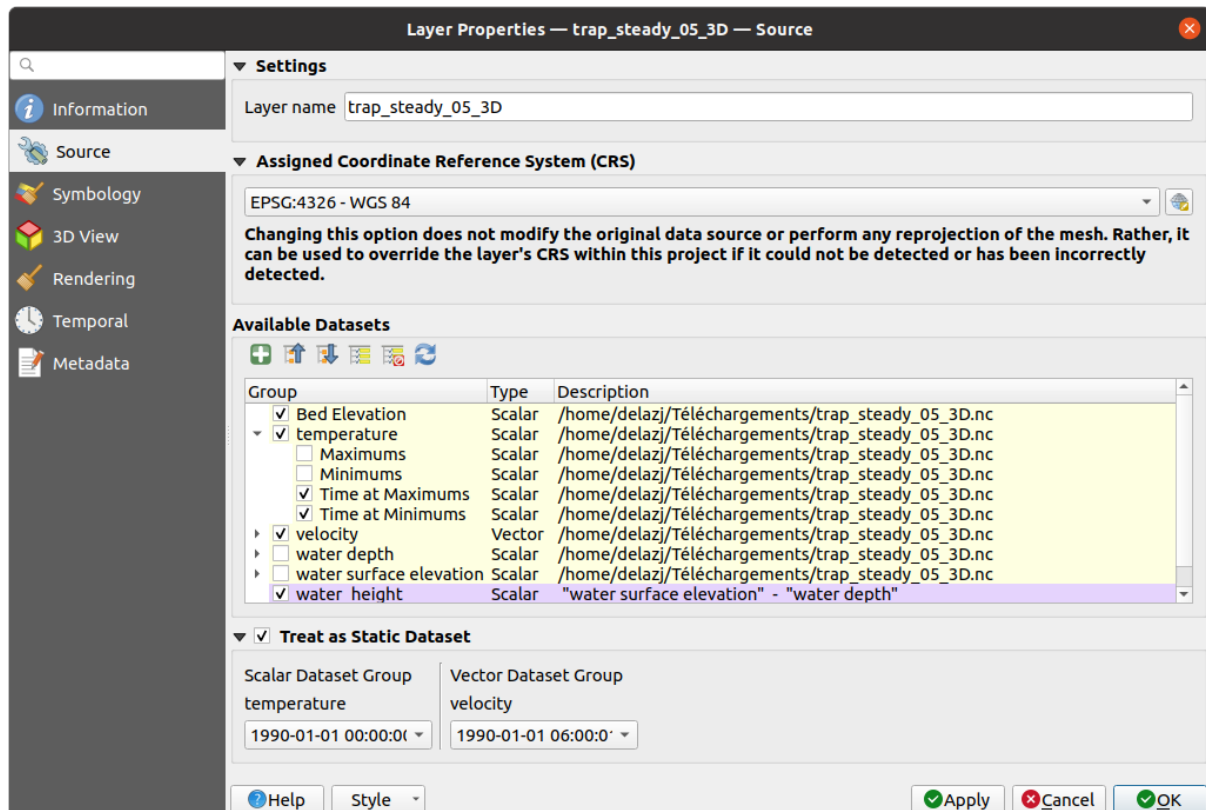 Layer Properties — trap_steady_05_3D — Source
Information
Source
Symbology
3D View
Rendering
Temporal
Metadata
Settings
Layer name trap_steady_05_3D
Assigned Coordinate Reference System (CRS)
EPSG:4326 - WGS 84
Changing this option does not modify the original data source or perform any reprojection of the mesh. Rather, it
can be used to override the layer's CRS within this project if it could not be detected or has been incorrectly
detected.
Available Datasets
Group Type Description
Bed Elevation Scalar /home/delazj/Téléchargements/trap_steady_05_3D.nc
temperature Scalar /home/delazj/Téléchargements/trap_steady_05_3D.nc
Maximums Scalar /home/delazj/Téléchargements/trap_steady_05_3D.nc
Minimums Scalar /home/delazj/Téléchargements/trap_steady_05_3D.nc
Time at Maximums Scalar /home/delazj/Téléchargements/trap_steady_05_3D.nc
Time at Minimums Scalar /home/delazj/Téléchargements/trap_steady_05_3D.nc
velocity Vector /home/delazj/Téléchargements/trap_steady_05_3D.nc
water depth Scalar /home/delazj/Téléchargements/trap_steady_05_3D.nc
water surface elevation Scalar /home/delazj/Téléchargements/trap_steady_05_3D.nc
water_height Scalar "water surface elevation" - "water depth"
Treat as Static Dataset
Scalar Dataset Group Vector Dataset Group
temperature velocity
1990-01-01 00:00:0 1990-01-01 06:00:0
Help Style Apply Cancel OK